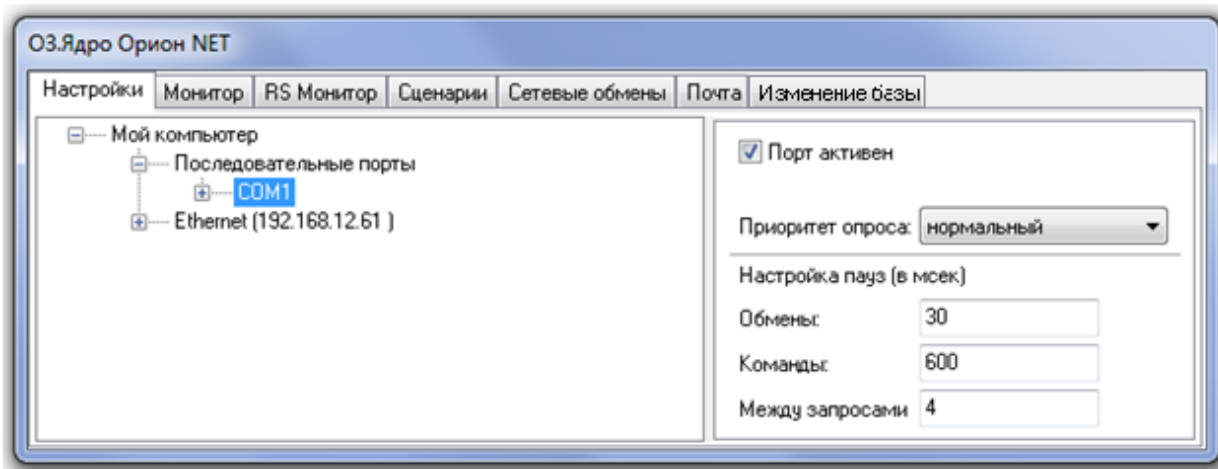 О3.Ядро Орион NET
Настройки Монитор RS Монитор Сценарии Сетевые обмены Почта Изменение базы
Мой компьютер
Последовательные порты
COM1
Ethernet (192.168.12.61 )
Порт активен
Приоритет опроса: нормальный
Настройка пауз (в мсек)
Обмены: 30
Команды: 600
Между запросами 4